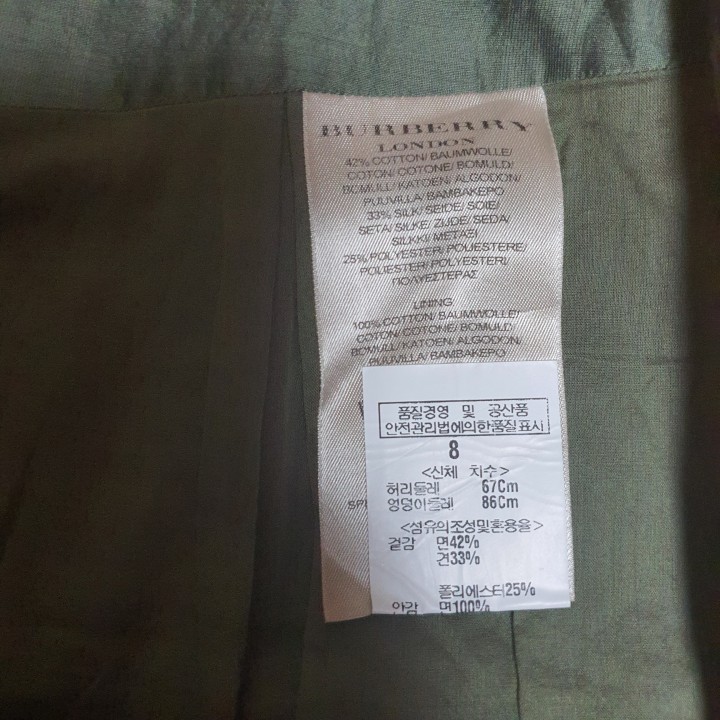 BURBERRY
LONDON
42% COTTON/ BAUMWOLLE/
COTON/ COTONE/ BOMULD/
BOMULL/ KATOEN/ ALGODON/
PUUVILLA/ BAMBAKEPO
33% SILK/ SEIDE/ SOIE/
SETA/ SILKE/ ZIJDE/ SEDA/
SILKKI/ ΜΕΤΑΞΙ
25% POLYESTER/ POLIESTERE/
POLIESTER/ POLYESTERI/
ΠΟΛΥΕΣΤΕΡΑΣ
LINING
100% COTTON/ BAUMWOLLE/
COTON/ COTONE/ BOMULD/
BOMULL/ KATOEN/ ALGODON/
PUUVILLA/ BAMBAKEPO
품질경영 및 공산품
안전관리법에의한품질표시
8
<신체 치수>
허리둘레 67Cm
엉덩이둘레 86Cm
<섬유의조성및혼용율>
겉감 면42%
견33%
폴리에스터25%
안감 면100%